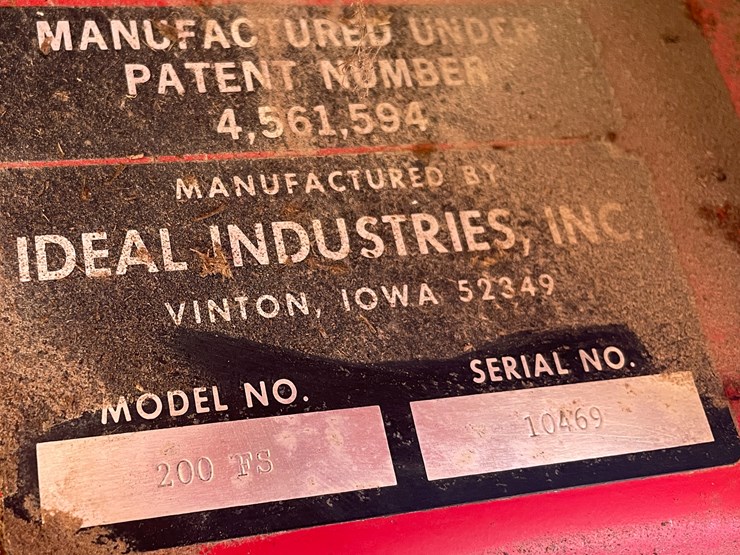 MANUFACTURED UNDER
PATENT NUMBER
4,561,594
MANUFACTURED BY
IDEAL INDUSTRIES, INC.
VINTON, IOWA 52349
MODEL NO. SERIAL NO.
200 FS 10469